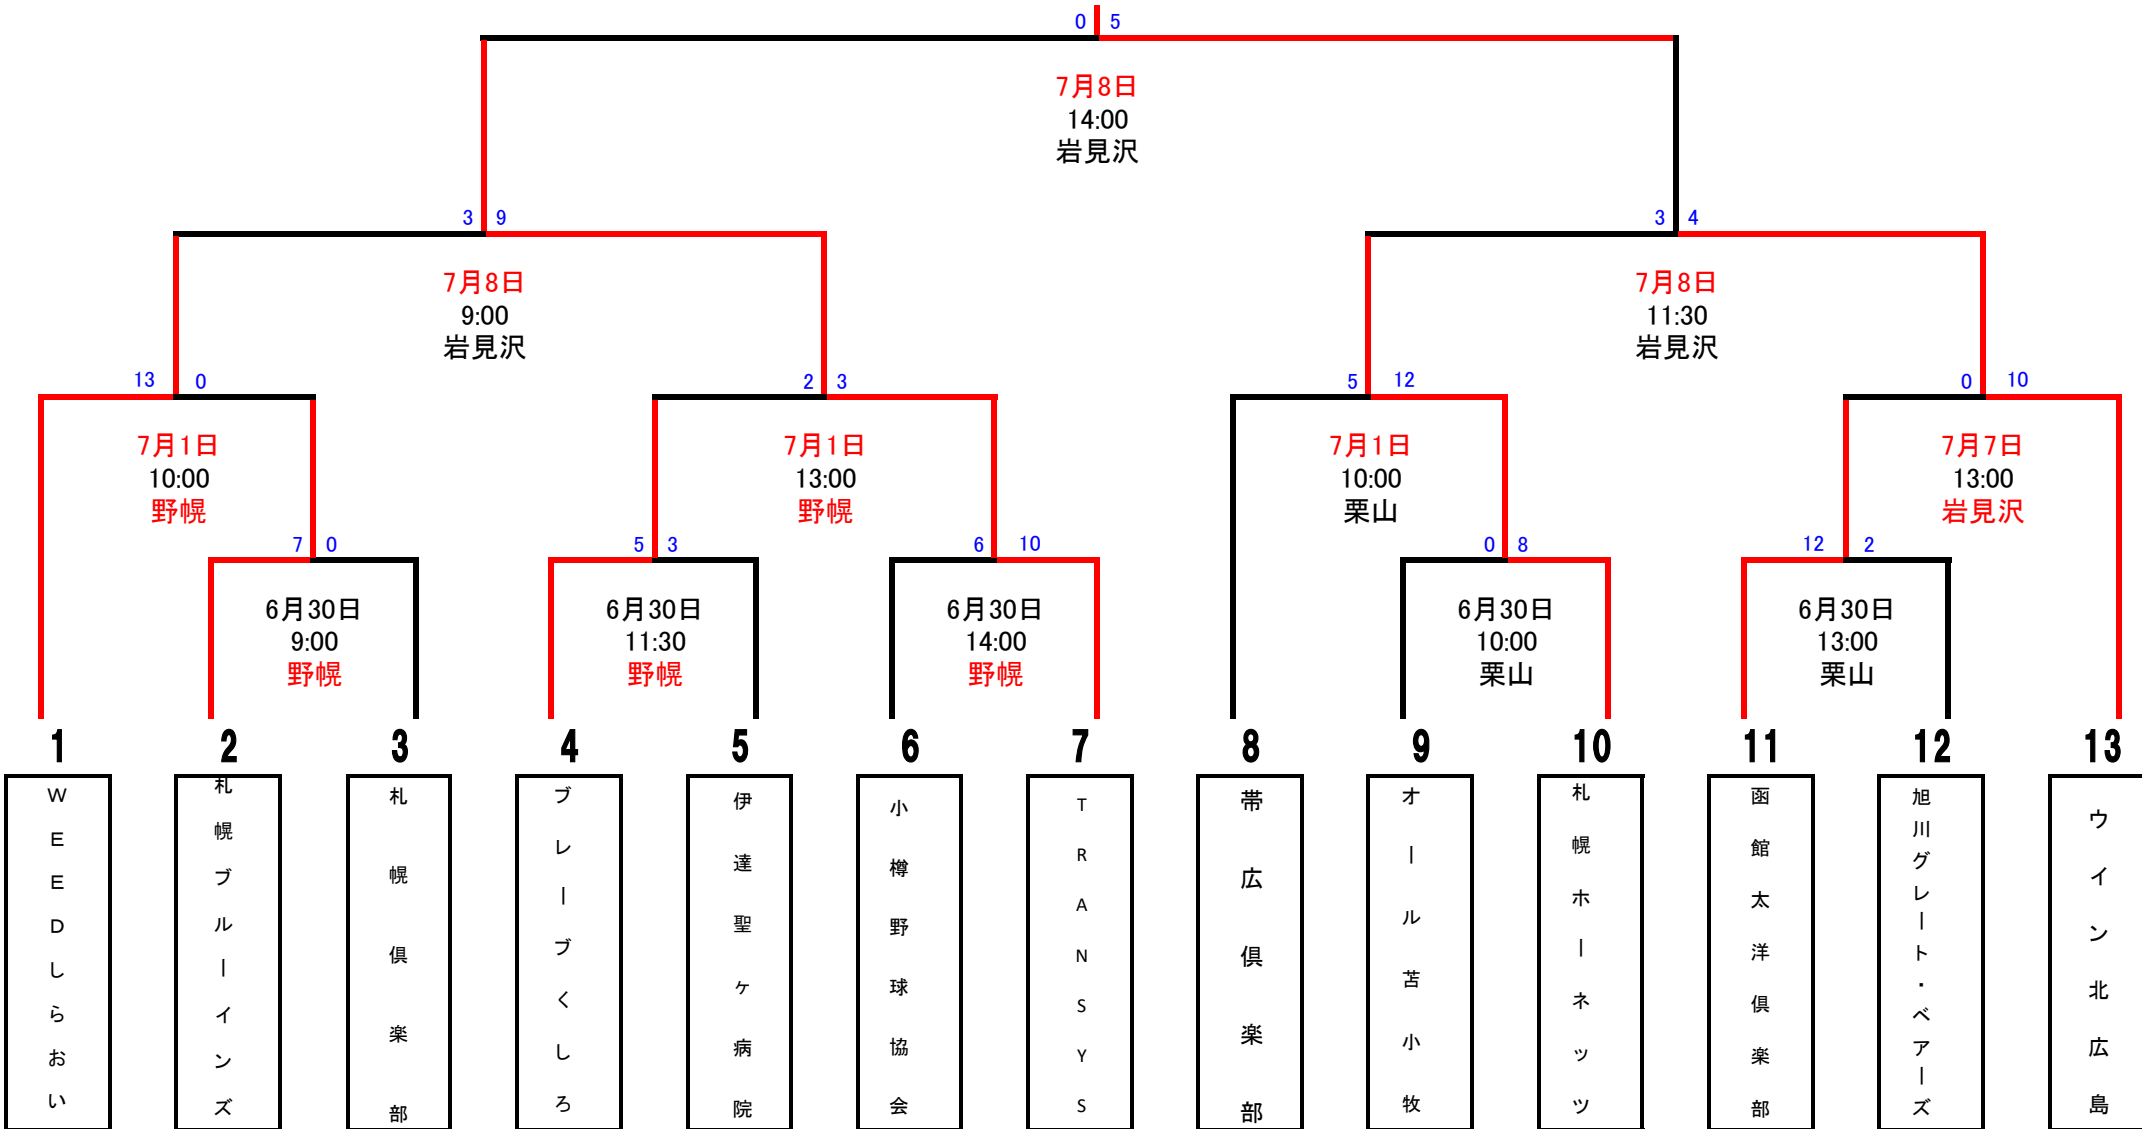 0 5
7月8日
14:00
岩見沢
3 9
3 4
7月8日
9:00
岩見沢
7月8日
11:30
岩見沢
13 0
2 3
5 12
0 10
7月1日
10:00
野幌
7月1日
13:00
野幌
7月1日
10:00
栗山
7月7日
13:00
岩見沢
7 0
5 3
6 10
0 8
12 2
6月30日
9:00
野幌
6月30日
11:30
野幌
6月30日
14:00
野幌
6月30日
10:00
栗山
6月30日
13:00
栗山
1 2 3 4 5 6 7 8 9 10 11 12 13
WEEDしらおい
札幌ブルーインズ
札幌倶楽部
ブレーブくしろ
伊達聖ヶ病院
小樽野球協会
TRANSYS
帯広倶楽部
オール苫小牧
札幌ホーネッツ
函館太洋倶楽部
旭川グレート・ベアーズ
ウイン北広島